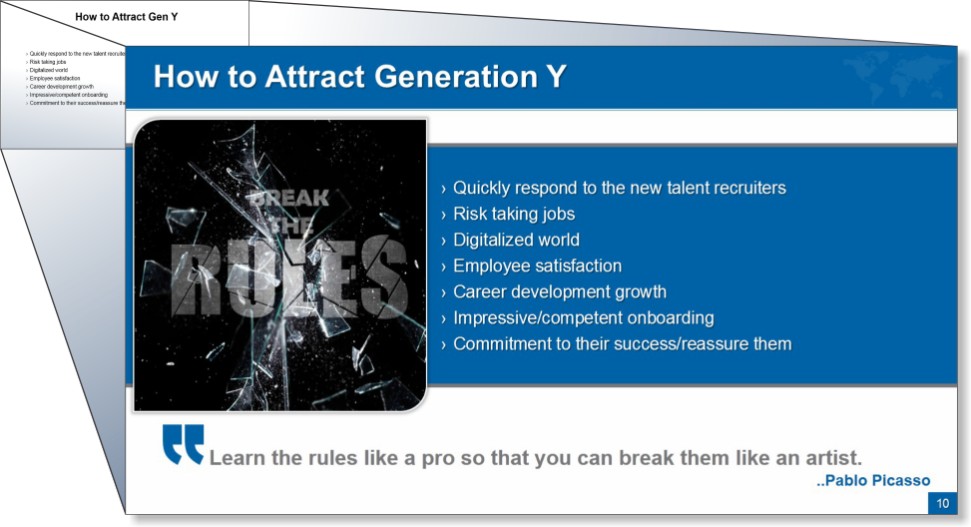 How to Attract Gen Y
› Quickly respond to the new talent recruite
› Risk taking jobs
› Digitalized world
› Employee satisfaction
› Career development growth
› Impressive/competent onboarding
› Commitment to their success/reassure the
How to Attract Generation Y
BREAK
THE
RULES
› Quickly respond to the new talent recruiters
› Risk taking jobs
› Digitalized world
› Employee satisfaction
› Career development growth
› Impressive/competent onboarding
› Commitment to their success/reassure them
“ Learn the rules like a pro so that you can break them like an artist.
..Pablo Picasso
10